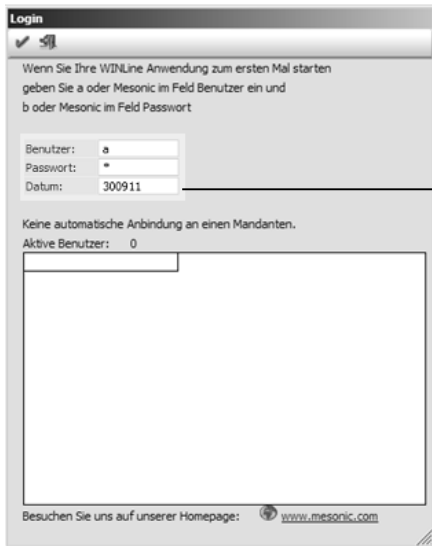 Login
Wenn Sie Ihre WINLine Anwendung zum ersten Mal starten
geben Sie a oder Mesonic im Feld Benutzer ein und
b oder Mesonic im Feld Passwort
Benutzer: a
Passwort: *
Datum: 300911
Keine automatische Anbindung an einen Mandanten.
Aktive Benutzer: 0
Besuchen Sie uns auf unserer Homepage: www.mesonic.com